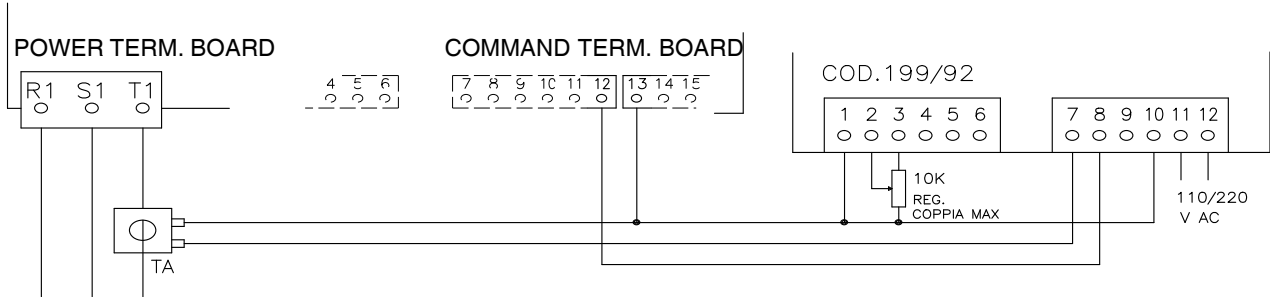 POWER TERM. BOARD
COMMAND TERM. BOARD
R1 S1 T1
4 5 6
7 8 9 10 11 12
13 14 15
COD.199/92
1 2 3 4 5 6
7 8 9 10 11 12
10K
REG.
COPPIA MAX
110/220
V AC
TA